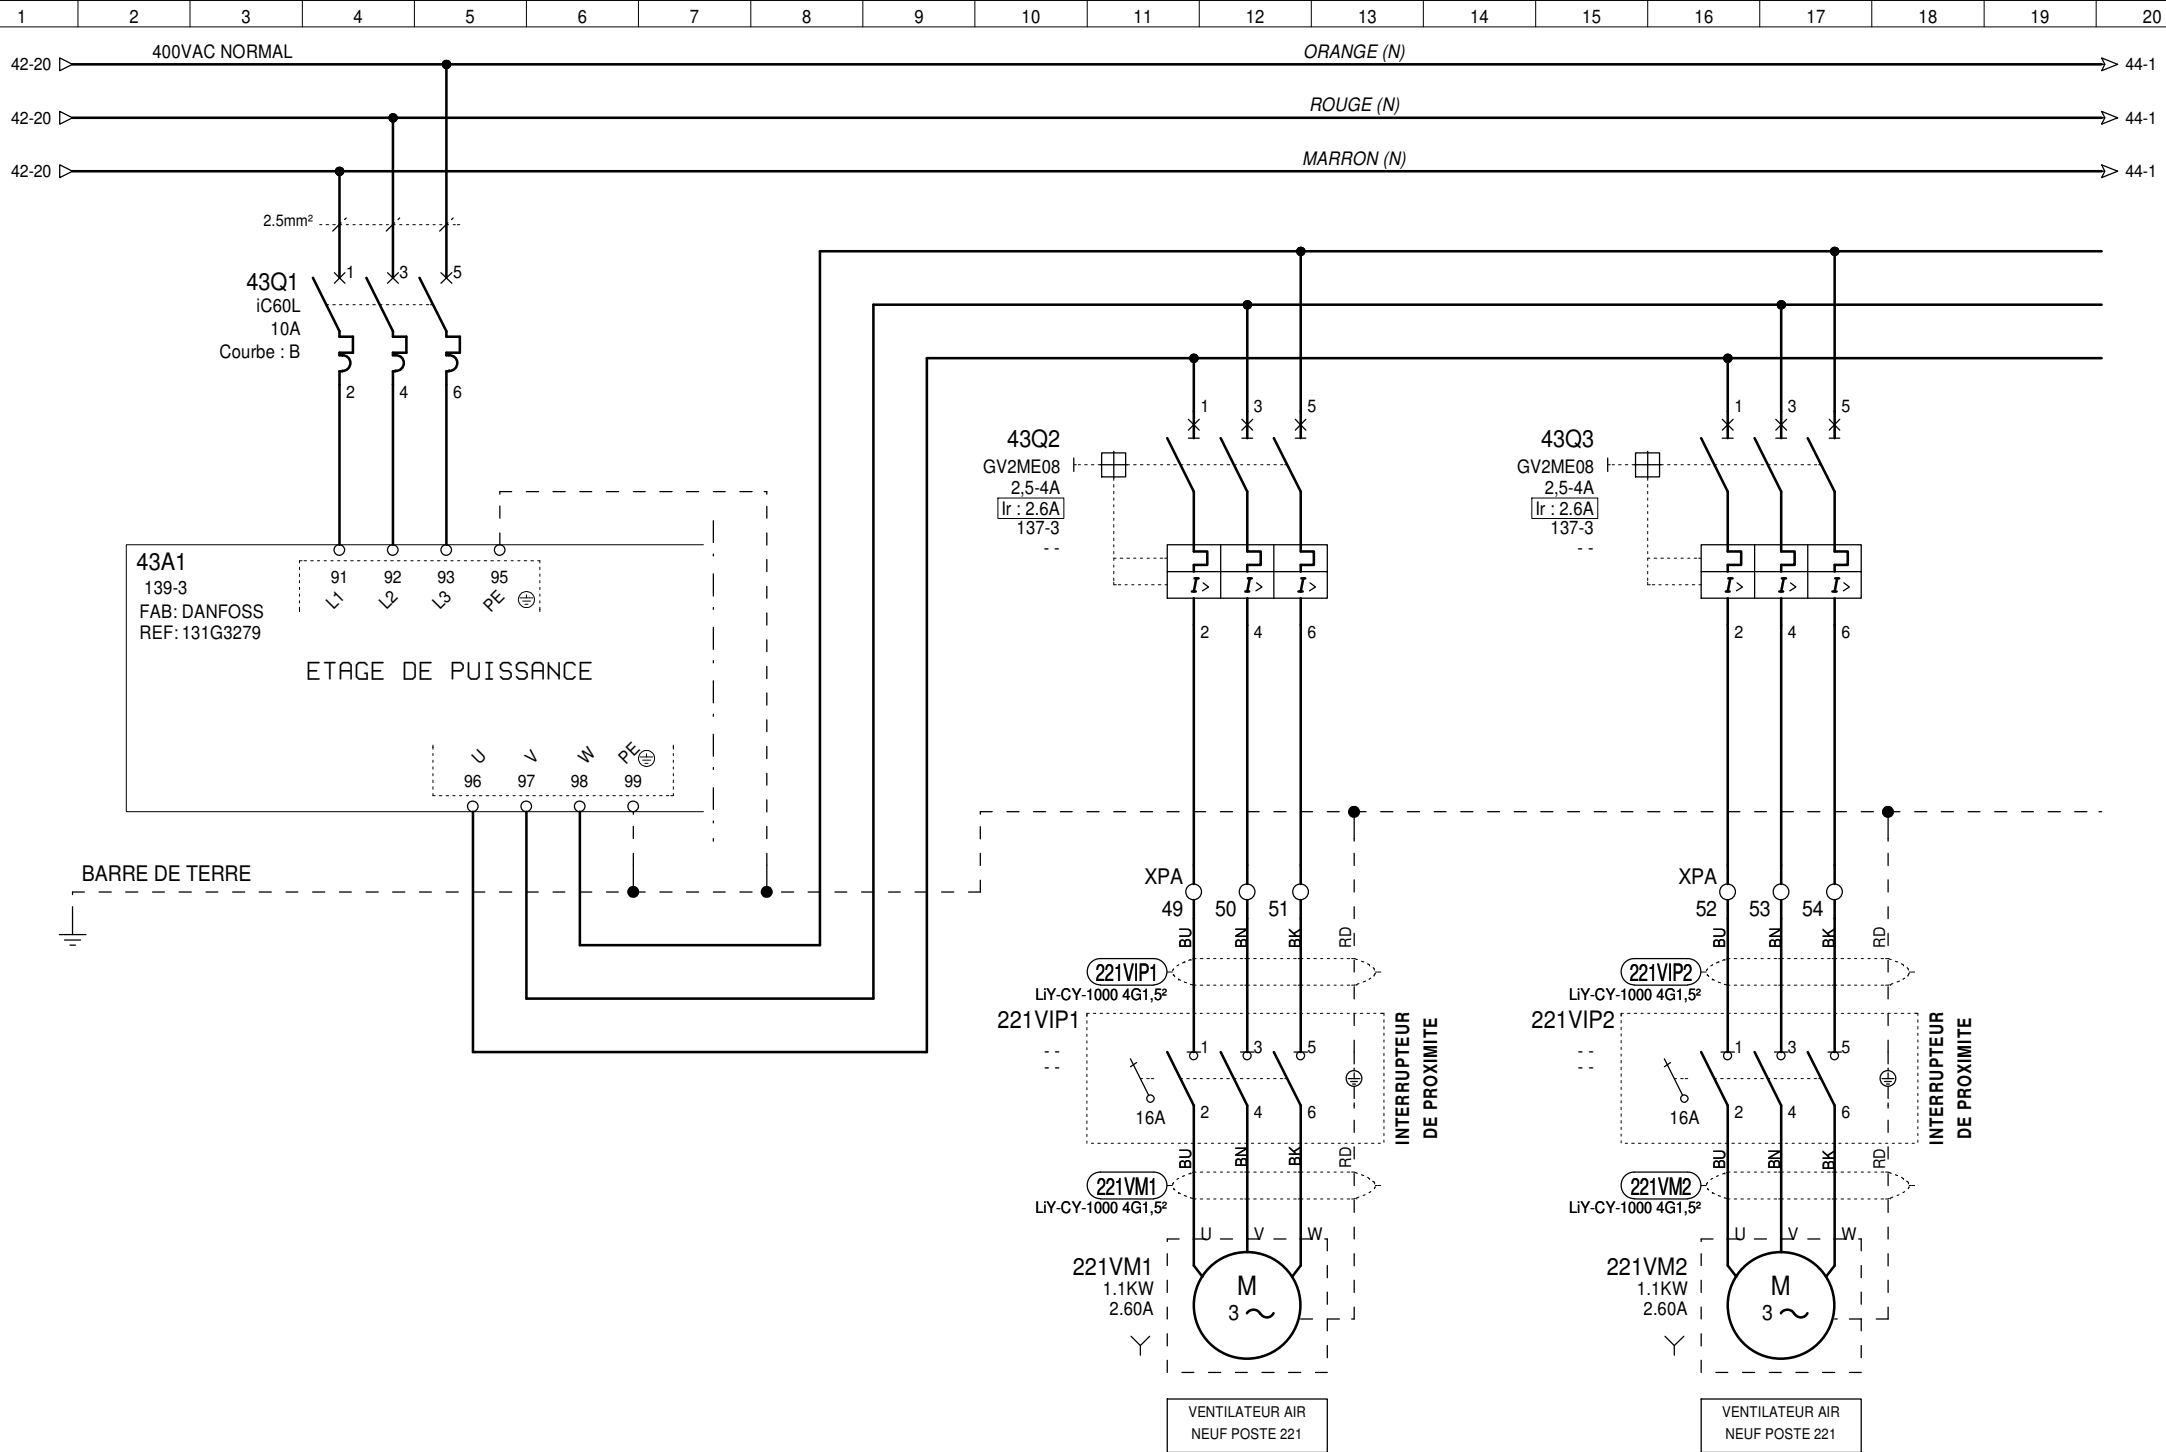 1 2 3 4 5 6 7 8 9 10 11 12 13 14 15 16 17 18 19 20
400VAC NORMAL ORANGE (N)
42-20 44-1
ROUGE (N)
42-20 44-1
MARRON (N)
42-20 44-1
2.5mm²
43Q1 1 3 5
iC60L
10A
Courbe : B
2 4 6
1 3 5
43Q2
GV2ME08
2,5-4A
Ir : 2.6A
137-3
- -
I> I> I>
2 4 6
1 3 5
43Q3
GV2ME08
2,5-4A
Ir : 2.6A
137-3
- -
I> I> I>
2 4 6
43A1
139-3
FAB: DANFOSS
REF: 131G3279
91 92 93 95
L1 L2 L3 PE
ETAGE DE PUISSANCE
U V W PE
96 97 98 99
BARRE DE TERRE
XPA
49 50 51
BU BN BK RD
221VIP1
LiY-CY-1000 4G1,5²
221VIP1
- -
- -
1 3 5
16A 2 4 6
INTERRUPTEUR
DE PROXIMITE
BU BN BK RD
221VM1
LiY-CY-1000 4G1,5²
U V W
221VM1
1.1KW
2.60A
M
3
VENTILATEUR AIR
NEUF POSTE 221
XPA
52 53 54
BU BN BK RD
221VIP2
LiY-CY-1000 4G1,5²
221VIP2
- -
- -
1 3 5
16A 2 4 6
INTERRUPTEUR
DE PROXIMITE
BU BN BK RD
221VM2
LiY-CY-1000 4G1,5²
U V W
221VM2
1.1KW
2.60A
M
3
VENTILATEUR AIR
NEUF POSTE 221